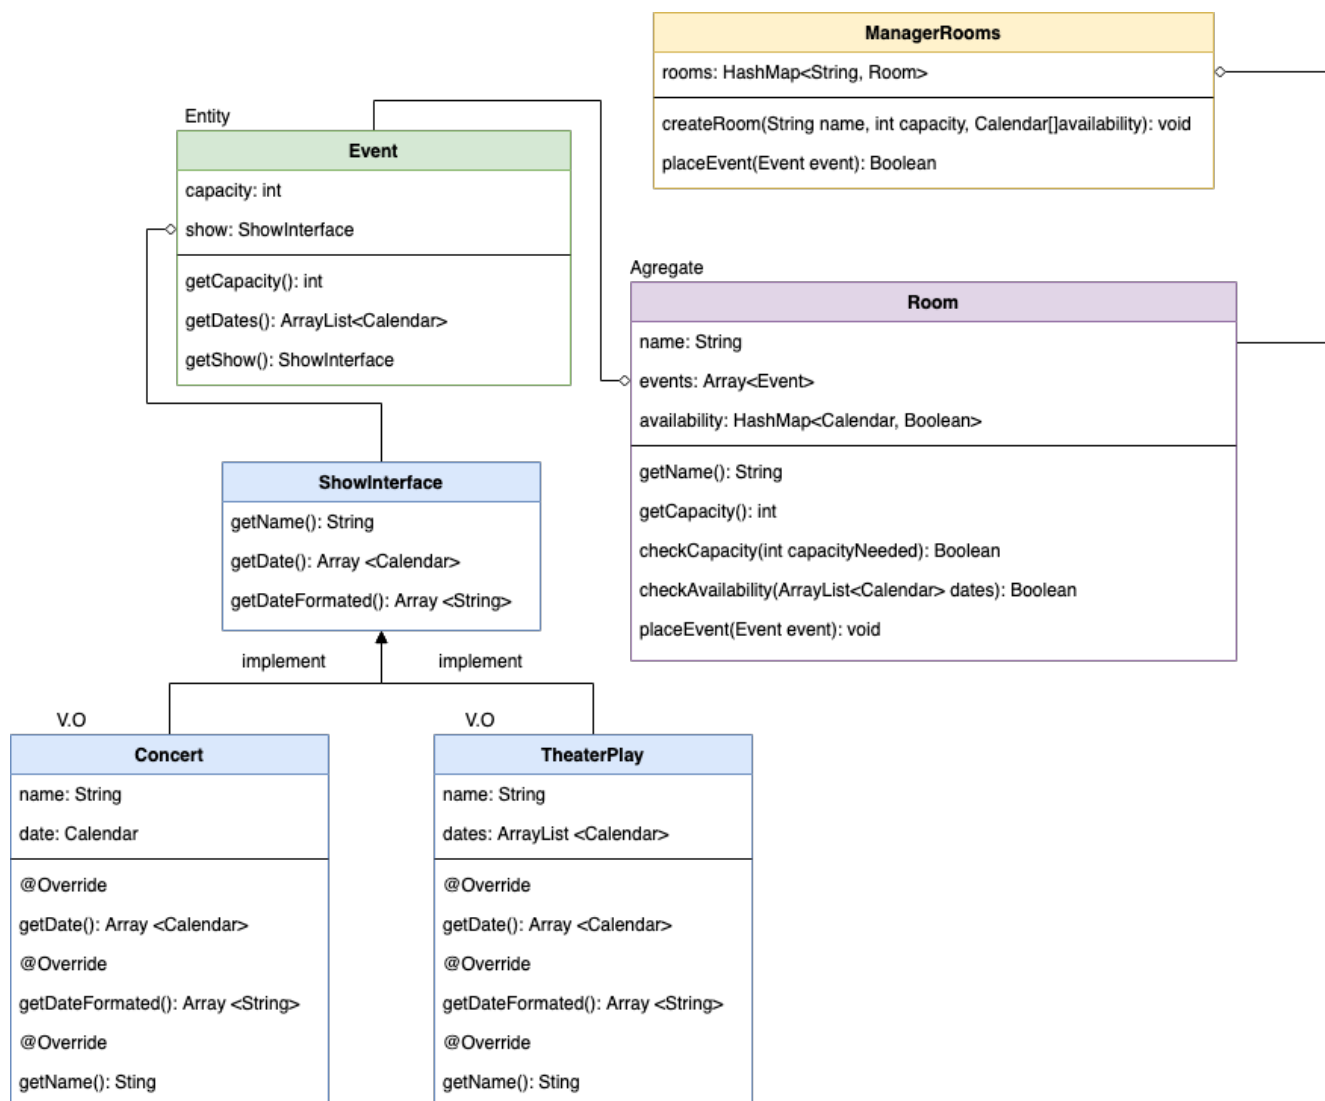 ManagerRooms
rooms: HashMap<String, Room>
createRoom(String name, int capacity, Calendar[]availability): void
placeEvent(Event event): Boolean
Entity
Event
capacity: int
show: ShowInterface
getCapacity(): int
getDates(): ArrayList<Calendar>
getShow(): ShowInterface
Agregate
Room
name: String
events: Array<Event>
availability: HashMap<Calendar, Boolean>
getName(): String
getCapacity(): int
checkCapacity(int capacityNeeded): Boolean
checkAvailability(ArrayList<Calendar> dates): Boolean
placeEvent(Event event): void
ShowInterface
getName(): String
getDate(): Array <Calendar>
getDateFormated(): Array <String>
implement
implement
V.O
Concert
name: String
date: Calendar
@Override
getDate(): Array <Calendar>
@Override
getDateFormated(): Array <String>
@Override
getName(): Sting
V.O
TheaterPlay
name: String
dates: ArrayList <Calendar>
@Override
getDate(): Array <Calendar>
@Override
getDateFormated(): Array <String>
@Override
getName(): Sting